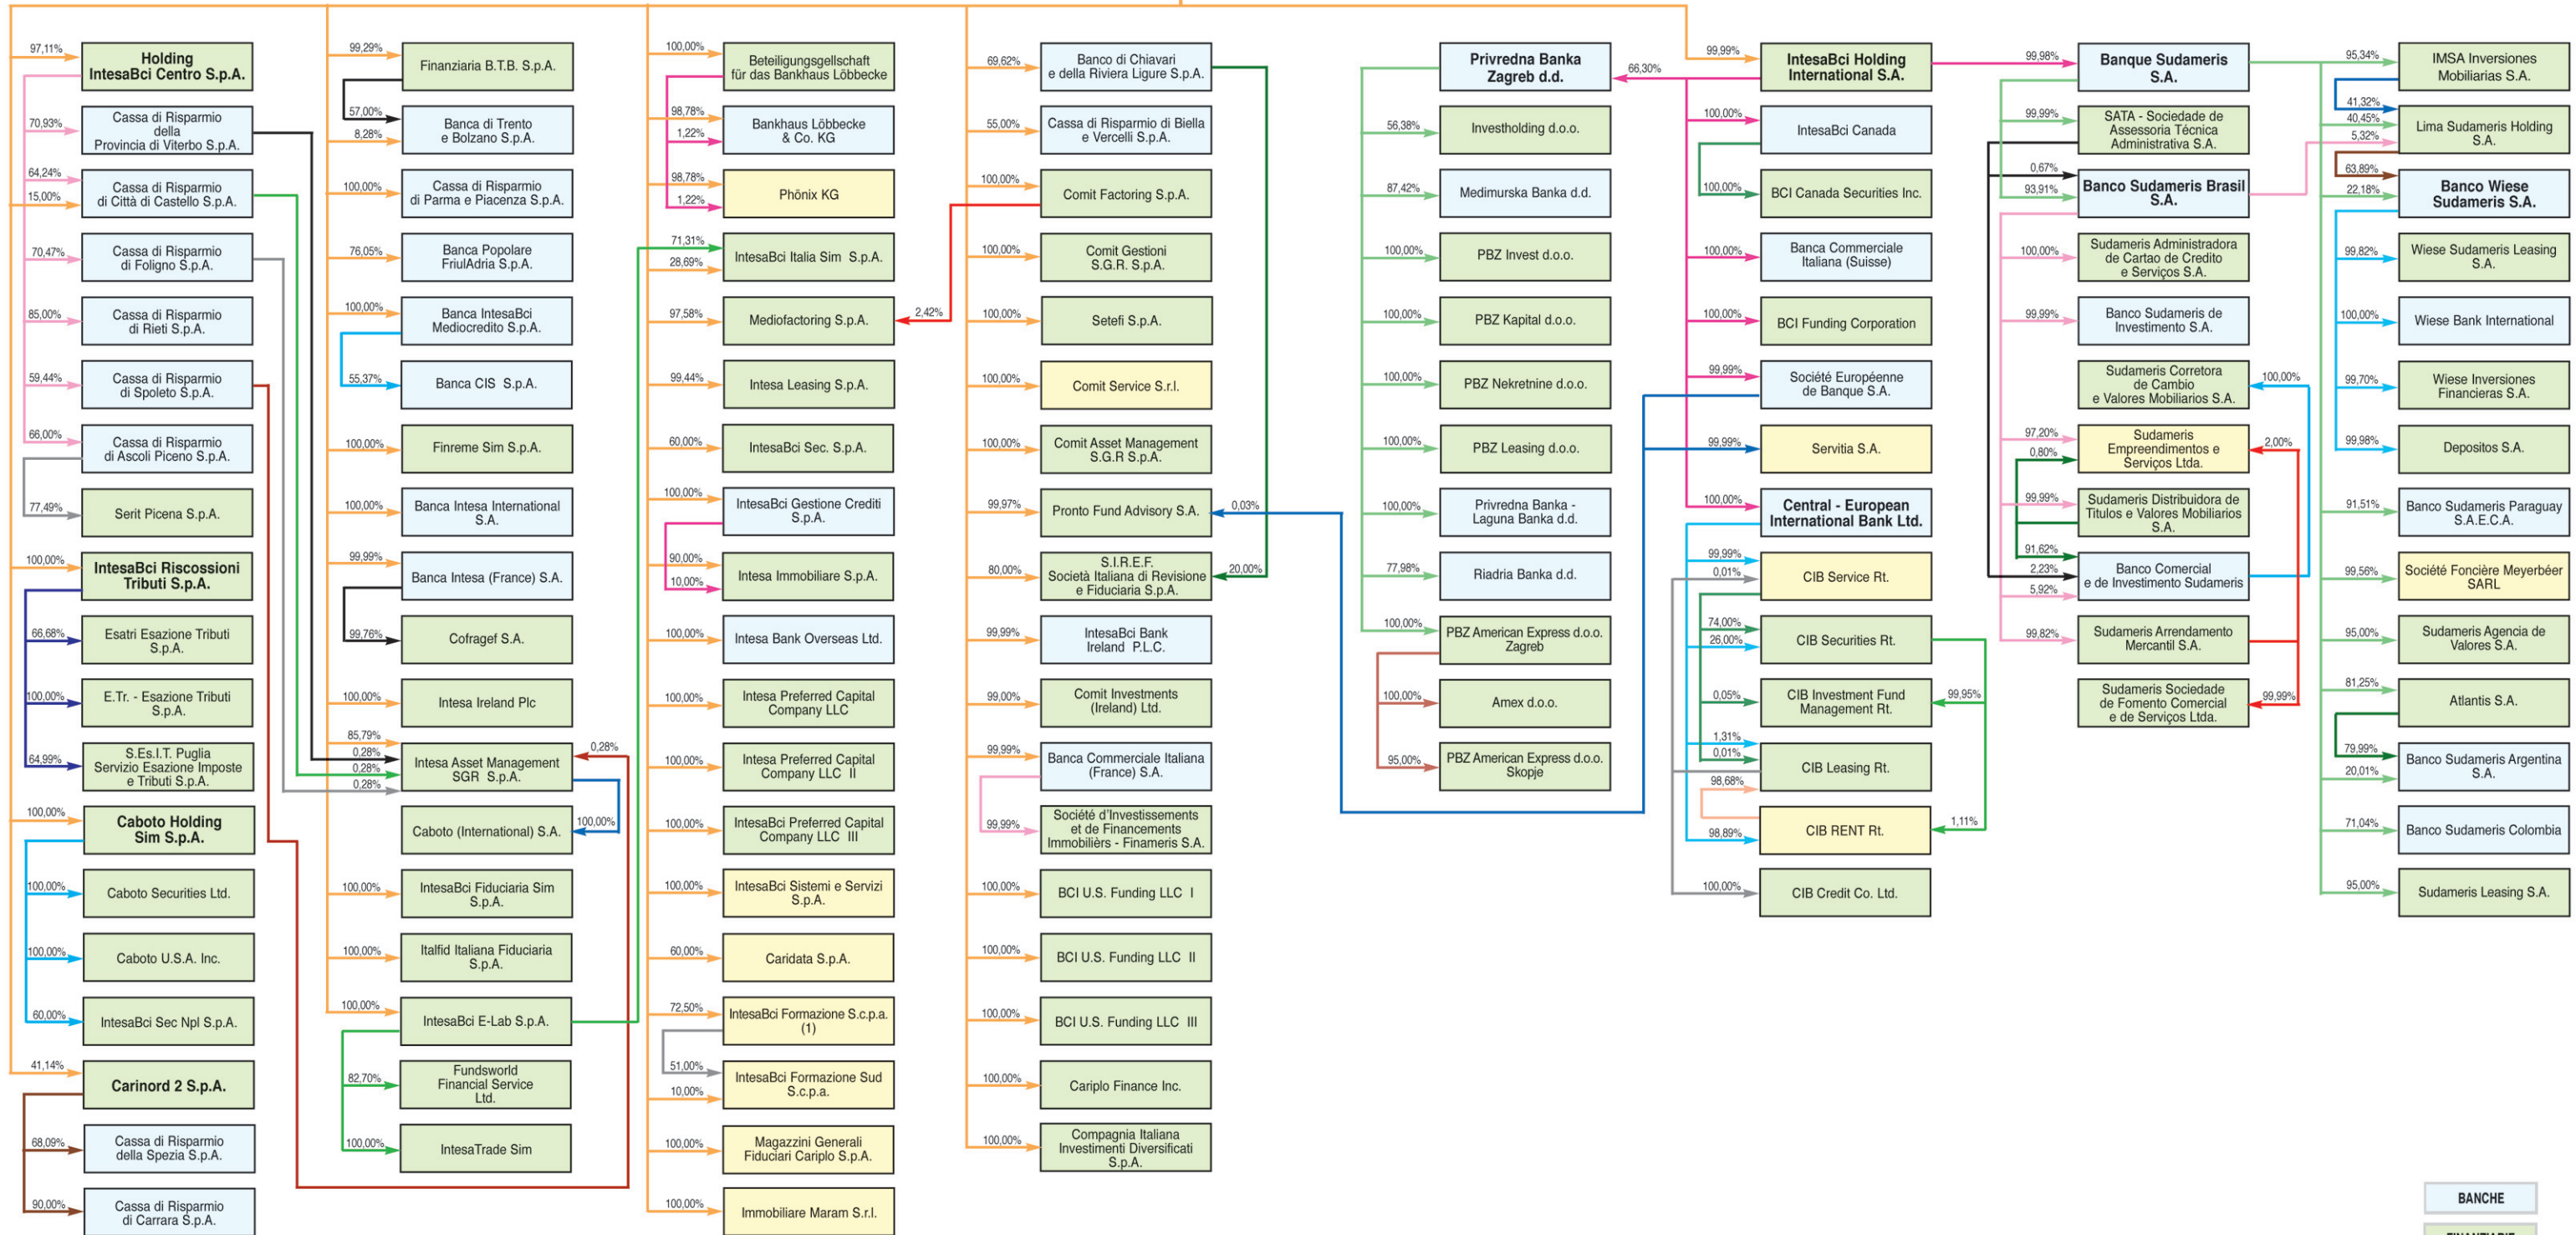 97,11%
Holding
IntesaBci Centro S.p.A.
70,93%
Cassa di Risparmio
della
Provincia di Viterbo S.p.A.
64,24%
15,00%
Cassa di Risparmio
di Città di Castello S.p.A.
70,47%
Cassa di Risparmio
di Foligno S.p.A.
85,00%
Cassa di Risparmio
di Rieti S.p.A.
59,44%
Cassa di Risparmio
di Spoleto S.p.A.
66,00%
Cassa di Risparmio
di Ascoli Piceno S.p.A.
77,49%
Serit Picena S.p.A.
100,00%
IntesaBci Riscossioni
Tributi S.p.A.
66,68%
Esatri Esazione Tributi
S.p.A.
100,00%
E.Tr. - Esazione Tributi
S.p.A.
64,99%
S.Es.I.T. Puglia
Servizio Esazione Imposte
e Tributi S.p.A.
100,00%
Caboto Holding
Sim S.p.A.
100,00%
Caboto Securities Ltd.
100,00%
Caboto U.S.A. Inc.
60,00%
IntesaBci Sec Npl S.p.A.
41,14%
Carinord 2 S.p.A.
68,09%
Cassa di Risparmio
della Spezia S.p.A.
90,00%
Cassa di Risparmio
di Carrara S.p.A.
99,29%
Finanziaria B.T.B. S.p.A.
57,00%
8,28%
Banca di Trento
e Bolzano S.p.A.
100,00%
Cassa di Risparmio
di Parma e Piacenza S.p.A.
76,05%
Banca Popolare
FriulAdria S.p.A.
100,00%
Banca IntesaBci
Mediocredito S.p.A.
55,37%
Banca CIS S.p.A.
100,00%
Finreme Sim S.p.A.
100,00%
Banca Intesa International
S.A.
99,99%
Banca Intesa (France) S.A.
99,76%
Cofragef S.A.
100,00%
Intesa Ireland Plc
85,79%
0,28%
0,28%
0,28%
Intesa Asset Management
SGR S.p.A.
0,28%
Caboto (International) S.A.
100,00%
100,00%
IntesaBci Fiduciaria Sim
S.p.A.
100,00%
Italfid Italiana Fiduciaria
S.p.A.
100,00%
IntesaBci E-Lab S.p.A.
82,70%
Fundsworld
Financial Service
Ltd.
100,00%
IntesaTrade Sim
100,00%
Beteiligungsgellschaft
für das Bankhaus Löbbecke
98,78%
1,22%
Bankhaus Löbbecke
& Co. KG
98,78%
1,22%
Phönix KG
71,31%
28,69%
IntesaBci Italia Sim S.p.A.
97,58%
Mediofactoring S.p.A.
2,42%
99,44%
Intesa Leasing S.p.A.
60,00%
IntesaBci Sec. S.p.A.
100,00%
IntesaBci Gestione Crediti
S.p.A.
90,00%
10,00%
Intesa Immobiliare S.p.A.
100,00%
Intesa Bank Overseas Ltd.
100,00%
Intesa Preferred Capital
Company LLC
100,00%
Intesa Preferred Capital
Company LLC II
100,00%
IntesaBci Preferred Capital
Company LLC III
100,00%
IntesaBci Sistemi e Servizi
S.p.A.
60,00%
Caridata S.p.A.
72,50%
IntesaBci Formazione S.c.p.a.
(1)
51,00%
10,00%
IntesaBci Formazione Sud
S.c.p.a.
100,00%
Magazzini Generali
Fiduciari Cariplo S.p.A.
100,00%
Immobiliare Maram S.r.l.
69,62%
Banco di Chiavari
e della Riviera Ligure S.p.A.
55,00%
Cassa di Risparmio di Biella
e Vercelli S.p.A.
100,00%
Comit Factoring S.p.A.
100,00%
Comit Gestioni
S.G.R. S.p.A.
100,00%
Setefi S.p.A.
100,00%
Comit Service S.r.l.
100,00%
Comit Asset Management
S.G.R S.p.A.
99,97%
Pronto Fund Advisory S.A.
0,03%
80,00%
S.I.R.E.F.
Società Italiana di Revisione
e Fiduciaria S.p.A.
20,00%
99,99%
IntesaBci Bank
Ireland P.L.C.
99,00%
Comit Investments
(Ireland) Ltd.
99,99%
Banca Commerciale Italiana
(France) S.A.
99,99%
Société d'Investissements
et de Financements
Immobilièrs - Finameris S.A.
100,00%
BCI U.S. Funding LLC I
100,00%
BCI U.S. Funding LLC II
100,00%
BCI U.S. Funding LLC III
100,00%
Cariplo Finance Inc.
100,00%
Compagnia Italiana
Investimenti Diversificati
S.p.A.
Privredna Banka
Zagreb d.d.
66,30%
56,38%
Investholding d.o.o.
87,42%
Medimurska Banka d.d.
100,00%
PBZ Invest d.o.o.
100,00%
PBZ Kapital d.o.o.
100,00%
PBZ Nekretnine d.o.o.
100,00%
PBZ Leasing d.o.o.
100,00%
Privredna Banka -
Laguna Banka d.d.
77,98%
Riadria Banka d.d.
100,00%
PBZ American Express d.o.o.
Zagreb
100,00%
Amex d.o.o.
95,00%
PBZ American Express d.o.o.
Skopje
99,99%
IntesaBci Holding
International S.A.
100,00%
IntesaBci Canada
100,00%
BCI Canada Securities Inc.
100,00%
Banca Commerciale
Italiana (Suisse)
100,00%
BCI Funding Corporation
99,99%
Société Européenne
de Banque S.A.
99,99%
Servitia S.A.
100,00%
Central - European
International Bank Ltd.
99,99%
0,01%
CIB Service Rt.
74,00%
26,00%
CIB Securities Rt.
0,05%
CIB Investment Fund
Management Rt.
99,95%
1,31%
0,01%
CIB Leasing Rt.
98,68%
98,89%
CIB RENT Rt.
1,11%
100,00%
CIB Credit Co. Ltd.
99,98%
Banque Sudameris
S.A.
99,99%
SATA - Sociedade de
Assessoria Técnica
Administrativa S.A.
0,67%
93,91%
Banco Sudameris Brasil
S.A.
100,00%
Sudameris Administradora
de Cartao de Credito
e Serviços S.A.
99,99%
Banco Sudameris de
Investimento S.A.
Sudameris Corretora
de Cambio
e Valores Mobiliarios S.A.
100,00%
97,20%
0,80%
Sudameris
Empreendimentos e
Serviços Ltda.
2,00%
99,99%
Sudameris Distribuidora de
Titulos e Valores Mobiliarios
S.A.
91,62%
2,23%
5,92%
Banco Comercial
e de Investimento Sudameris
99,82%
Sudameris Arrendamento
Mercantil S.A.
Sudameris Sociedade
de Fomento Comercial
e de Serviços Ltda.
99,99%
95,34%
IMSA Inversiones
Mobiliarias S.A.
41,32%
40,45%
5,32%
Lima Sudameris Holding
S.A.
63,89%
22,18%
Banco Wiese
Sudameris S.A.
99,82%
Wiese Sudameris Leasing
S.A.
100,00%
Wiese Bank International
99,70%
Wiese Inversiones
Financieras S.A.
99,98%
Depositos S.A.
91,51%
Banco Sudameris Paraguay
S.A.E.C.A.
99,56%
Société Foncière Meyerbéer
SARL
95,00%
Sudameris Agencia de
Valores S.A.
81,25%
Atlantis S.A.
79,99%
20,01%
Banco Sudameris Argentina
S.A.
71,04%
Banco Sudameris Colombia
95,00%
Sudameris Leasing S.A.
BANCHE